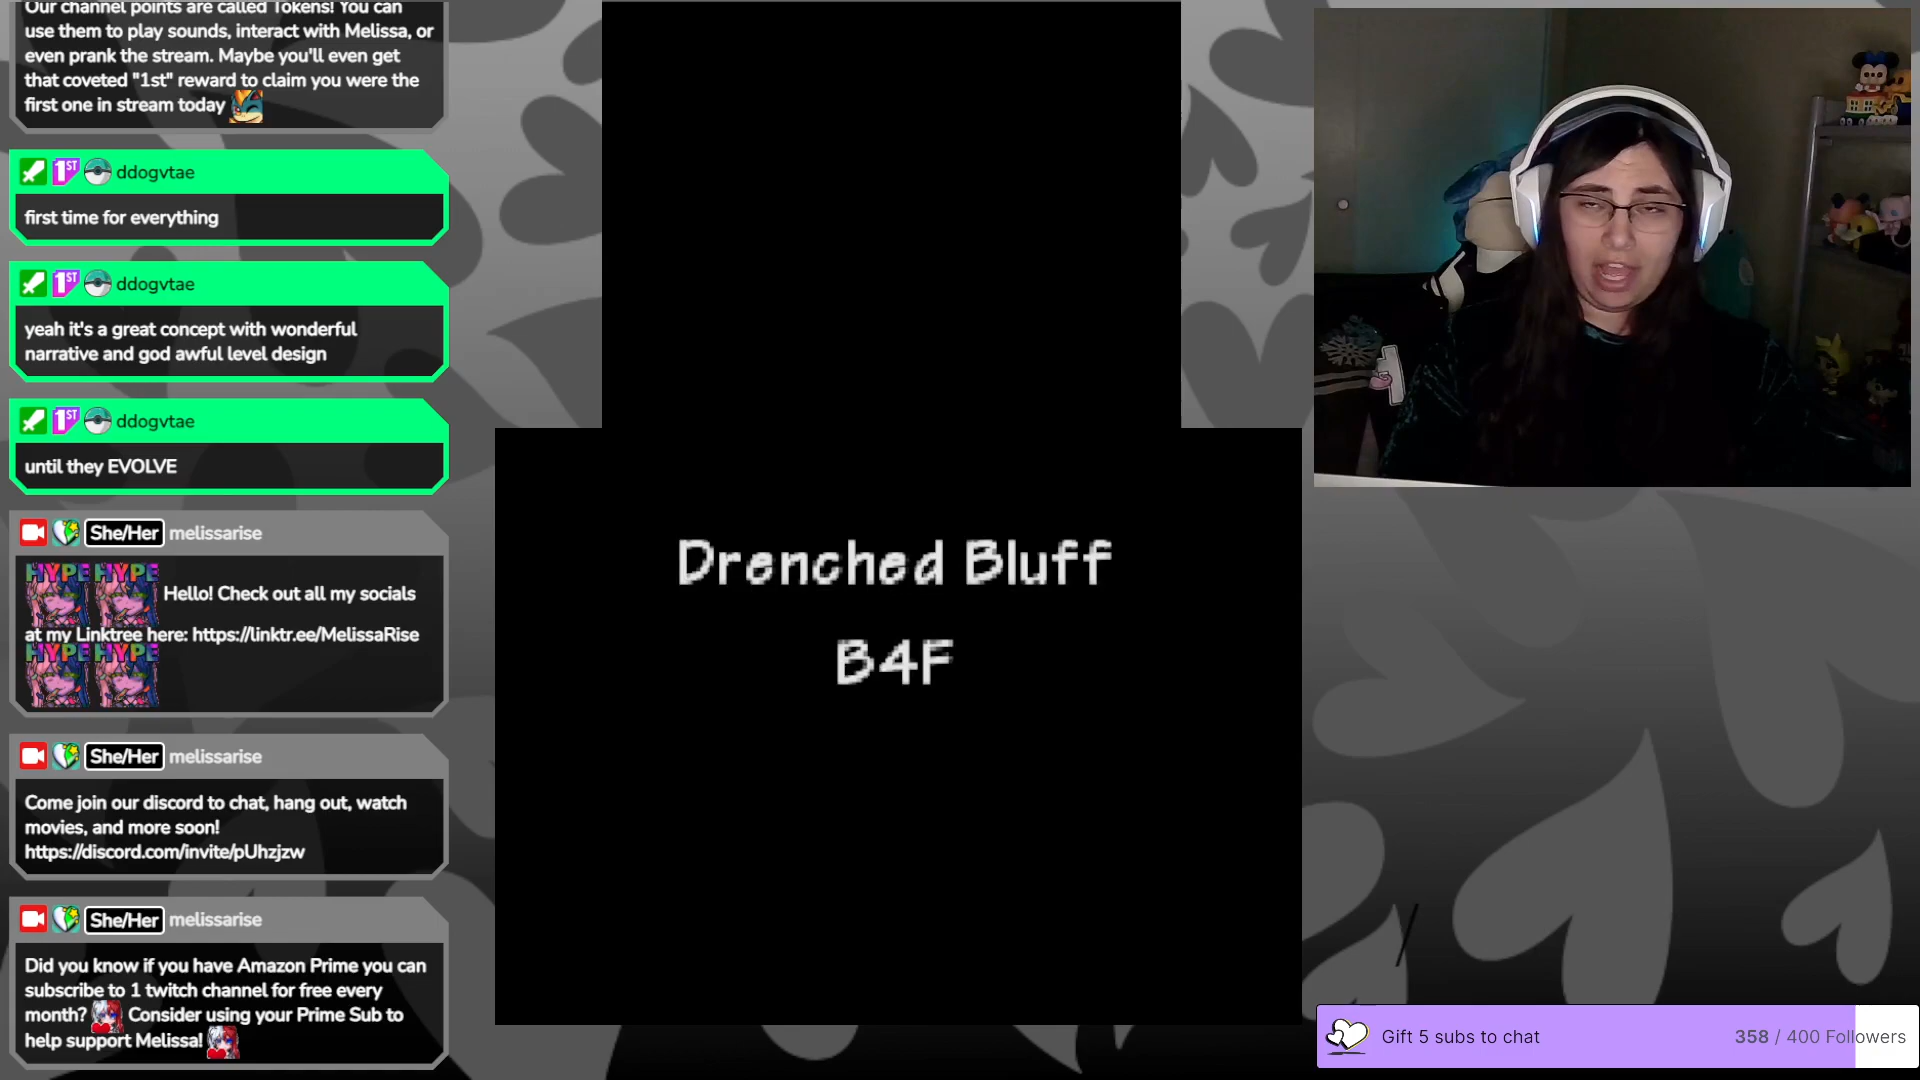 Our channel points are called Tokens! You can
use them to play sounds, interact with Melissa, or
even prank the stream. Maybe you'll even get
that coveted "1st" reward to claim you were the
first one in stream today
1ST ddogvtae
first time for everything
1ST ddogvtae
yeah it's a great concept with wonderful
narrative and god awful level design
1ST ddogvtae
until they EVOLVE
She/Her melissarise
HYPE HYPE Hello! Check out all my socials
at my Linktree here: https://linktr.ee/MelissaRise
HYPE HYPE
She/Her melissarise
Come join our discord to chat, hang out, watch
movies, and more soon!
https://discord.com/invite/pUhzjzw
She/Her melissarise
Did you know if you have Amazon Prime you can
subscribe to 1 twitch channel for free every
month? Consider using your Prime Sub to
help support Melissa!
Drenched Bluff
B4F
Gift 5 subs to chat 358 / 400 Followers